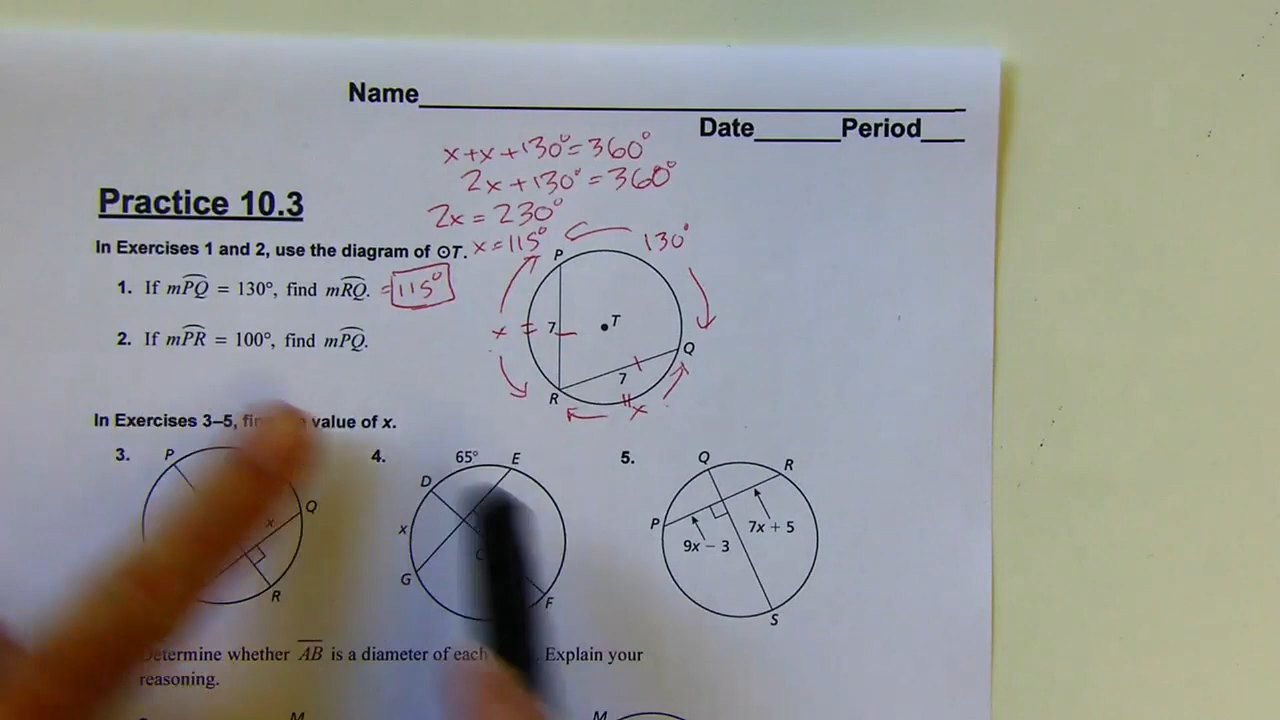 Name
Date Period
x+x+130°=360°
2x+130°=360°
2x=230°
x=115°
Practice 10.3
In Exercises 1 and 2, use the diagram of ⊙T.
1. If mPQ = 130°, find mRQ. =115°
2. If mPR = 100°, find mPQ.
P
130°
T
x
7
Q
7
R
x
In Exercises 3–5, value of x.
3.
P
Q
x
R
4.
65°
E
D
x
G
F
5.
Q
R
P
7x + 5
9x – 3
S
Determine whether AB is a diameter of each Explain your
reasoning.
M
M